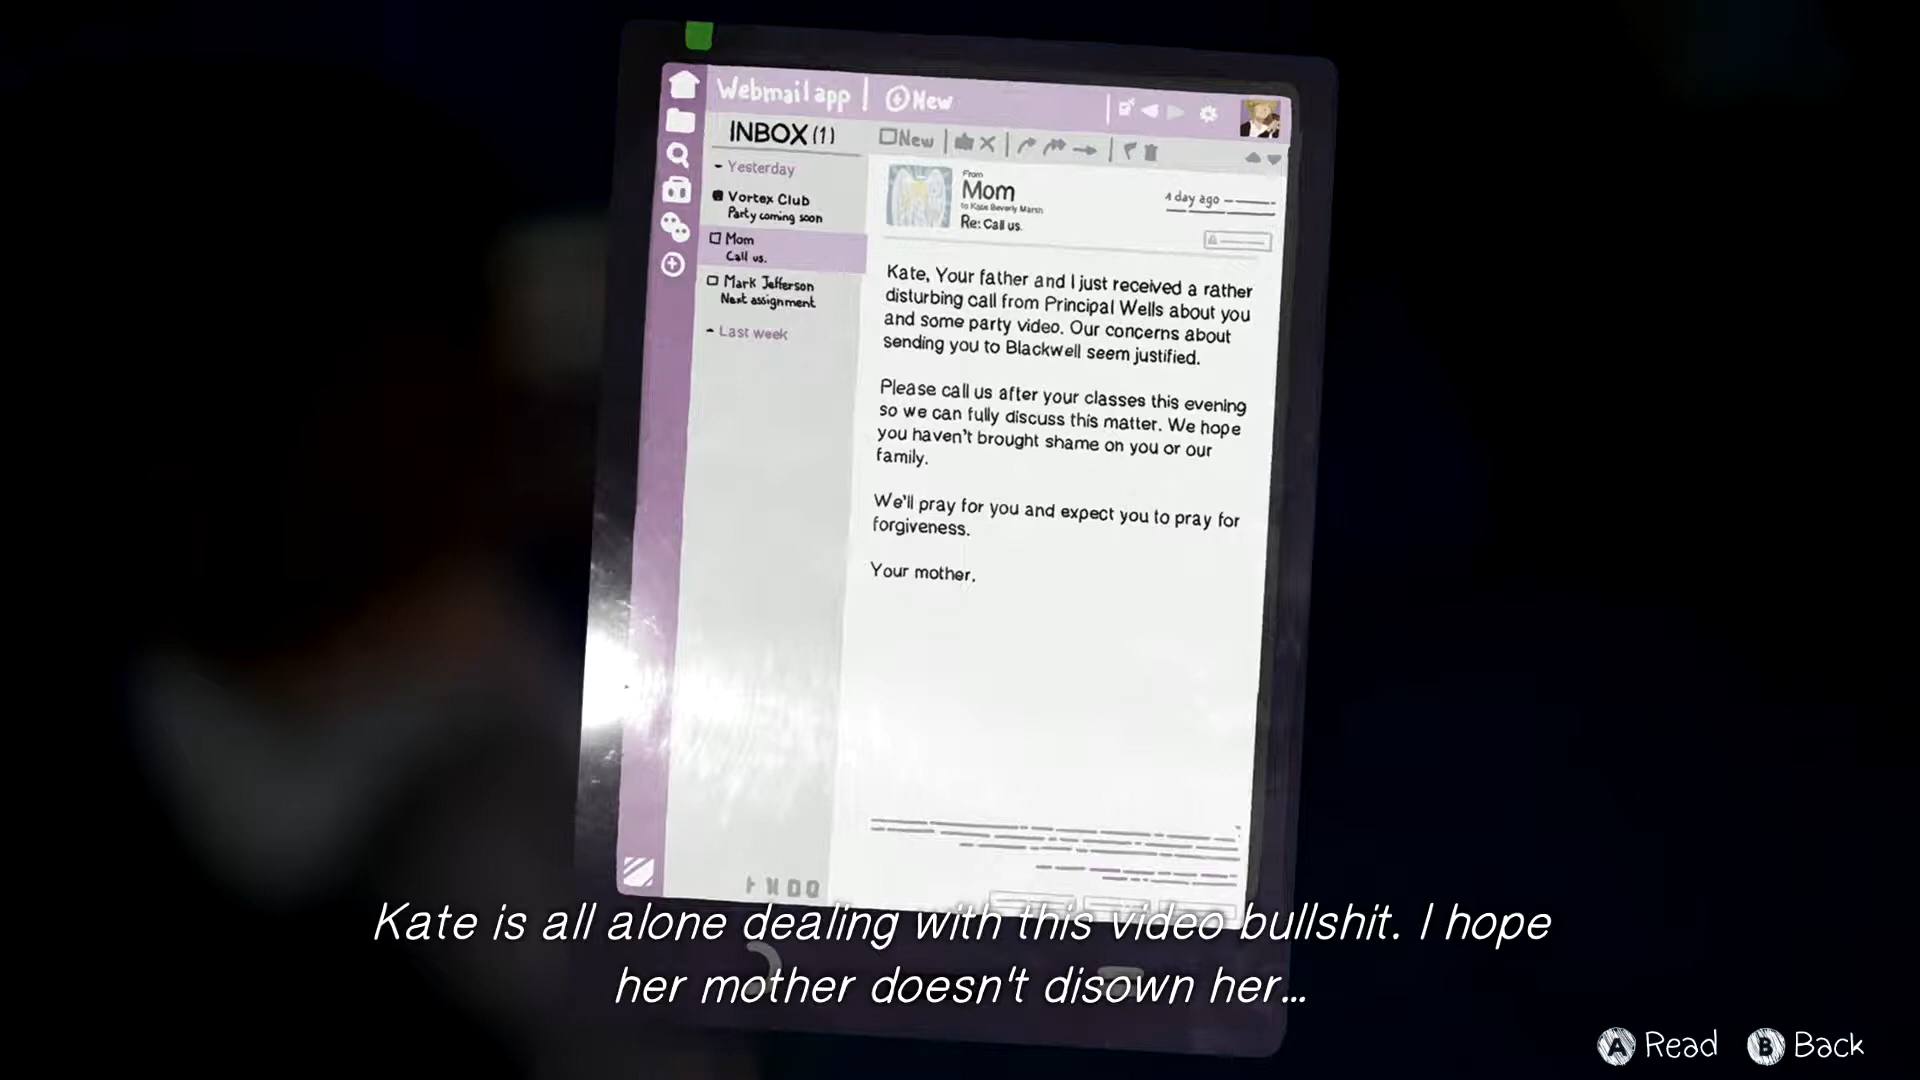 Webmail app | New
INBOX (1)
New
- Yesterday
Vortex Club
Party coming soon
Mom
Call us.
Mark Jefferson
Next assignment
- Last week
From
Mom
to Kate Beverly Marsh
Re: Call us.
1 day ago
Kate, Your father and I just received a rather
disturbing call from Principal Wells about you
and some party video. Our concerns about
sending you to Blackwell seem justified.
Please call us after your classes this evening
so we can fully discuss this matter. We hope
you haven't brought shame on you or our
family.
We'll pray for you and expect you to pray for
forgiveness.
Your mother.
Kate is all alone dealing with this video bullshit. I hope
her mother doesn't disown her...
A Read B Back